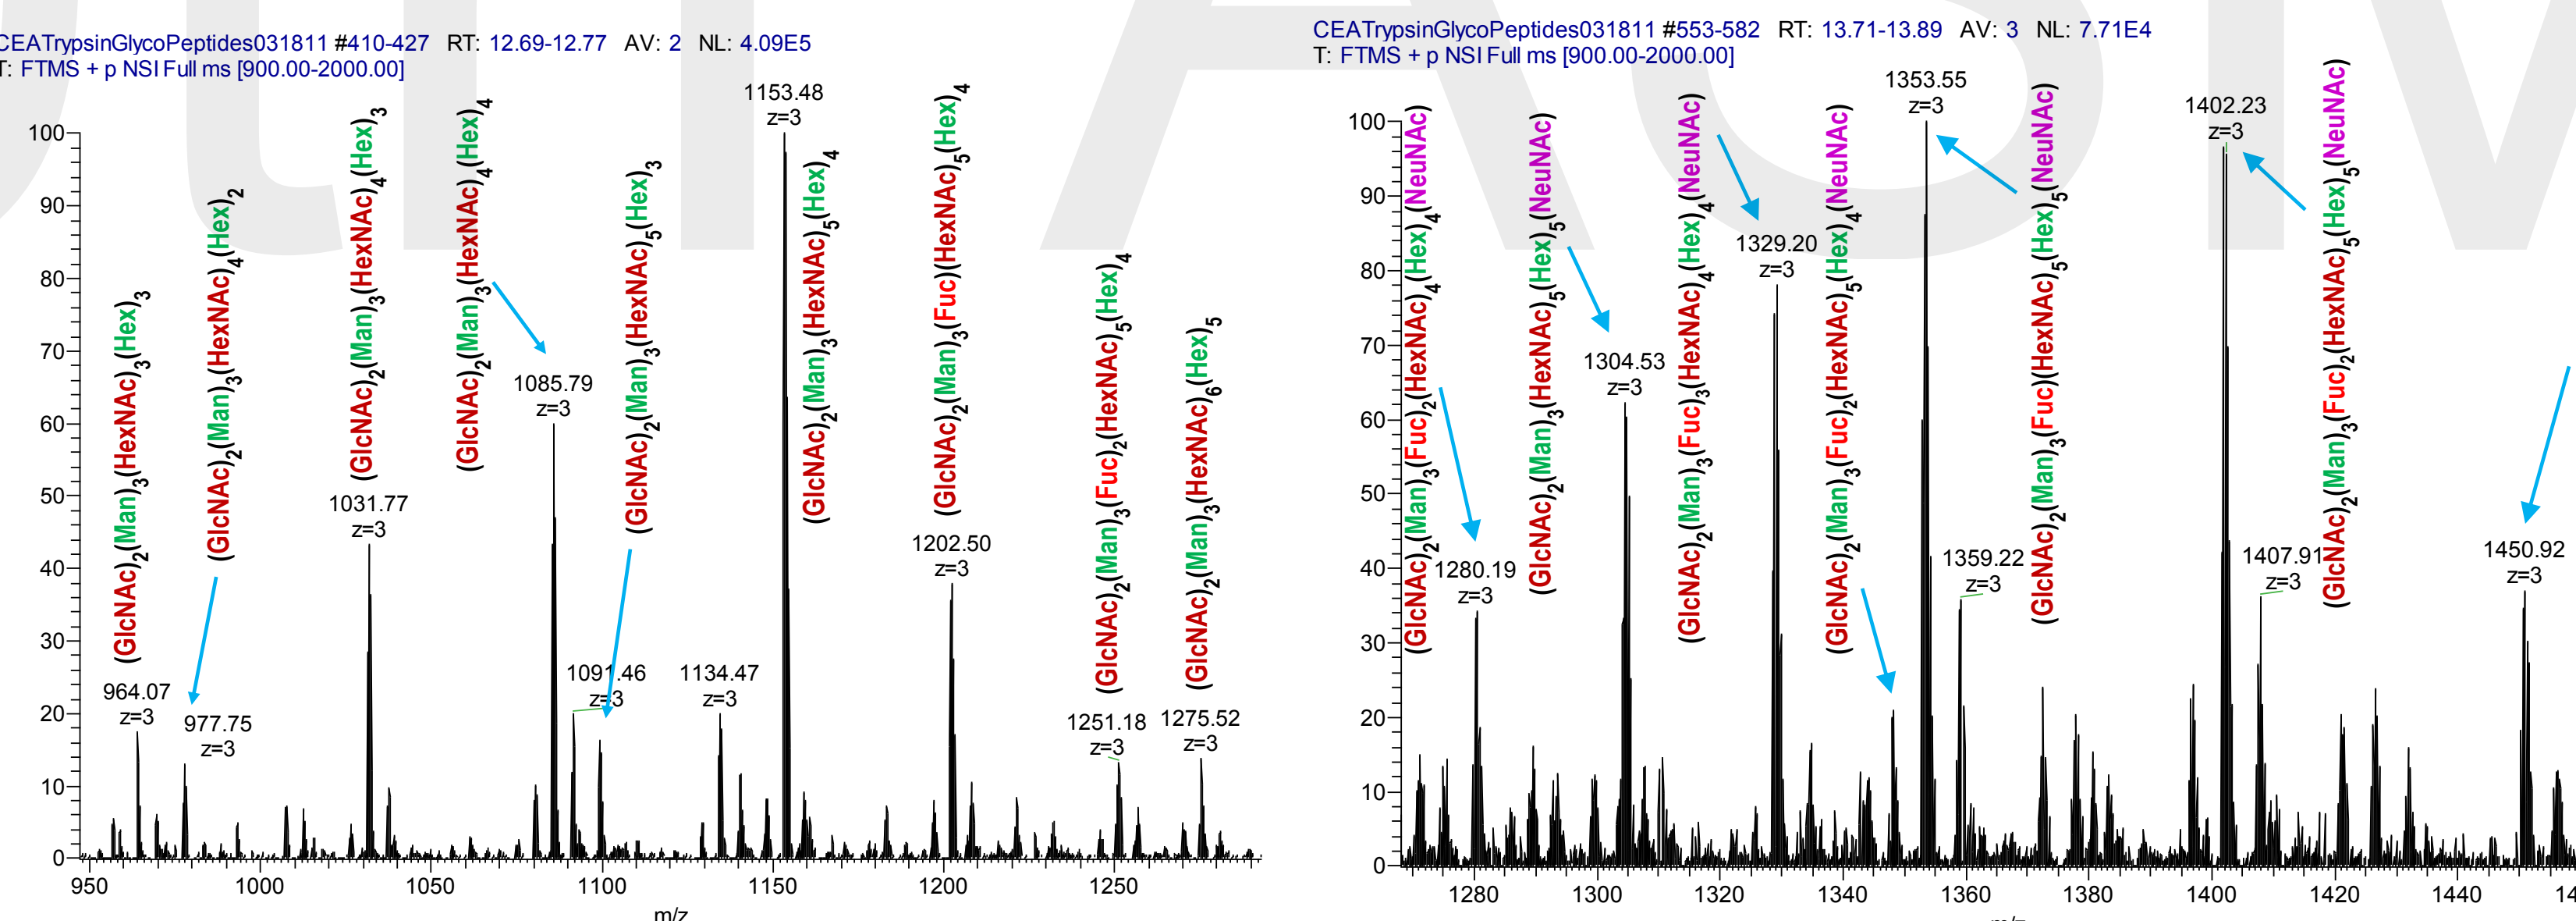 CEATrypsinGlycoPeptides031811 #410-427 RT: 12.69-12.77 AV: 2 NL: 4.09E5
T: FTMS + p NSI Full ms [900.00-2000.00]
100
90
80
70
60
50
40
30
20
10
0
950
1000
1050
1100
1150
1200
1250
m/z
(GlcNAc)2(Man)3(HexNAc)3(Hex)3
964.07
z=3
(GlcNAc)2(Man)3(HexNAc)4(Hex)2
977.75
z=3
(GlcNAc)2(Man)3(HexNAc)4(Hex)3
1031.77
z=3
(GlcNAc)2(Man)3(HexNAc)4(Hex)4
1085.79
z=3
(GlcNAc)2(Man)3(HexNAc)5(Hex)3
1091.46
z=3
1134.47
z=3
1153.48
z=3
(GlcNAc)2(Man)3(HexNAc)5(Hex)4
(GlcNAc)2(Man)3(Fuc)(HexNAc)5(Hex)4
1202.50
z=3
(GlcNAc)2(Man)3(Fuc)2(HexNAc)5(Hex)4
1251.18
z=3
(GlcNAc)2(Man)3(HexNAc)6(Hex)5
1275.52
z=3
CEATrypsinGlycoPeptides031811 #553-582 RT: 13.71-13.89 AV: 3 NL: 7.71E4
T: FTMS + p NSI Full ms [900.00-2000.00]
100
90
80
70
60
50
40
30
20
10
0
1280
1300
1320
1340
1360
1380
1400
1420
1440
(GlcNAc)2(Man)3(Fuc)2(HexNAc)4(Hex)4(NeuNAc)
1280.19
z=3
(GlcNAc)2(Man)3(HexNAc)5(Hex)5(NeuNAc)
1304.53
z=3
(GlcNAc)2(Man)3(Fuc)3(HexNAc)4(Hex)4(NeuNAc)
1329.20
z=3
(GlcNAc)2(Man)3(Fuc)2(HexNAc)5(Hex)4(NeuNAc)
1353.55
z=3
1359.22
z=3
(GlcNAc)2(Man)3(Fuc)(HexNAc)5(Hex)5(NeuNAc)
1402.23
z=3
1407.91
z=3
(GlcNAc)2(Man)3(Fuc)2(HexNAc)5(Hex)5(NeuNAc)
1450.92
z=3